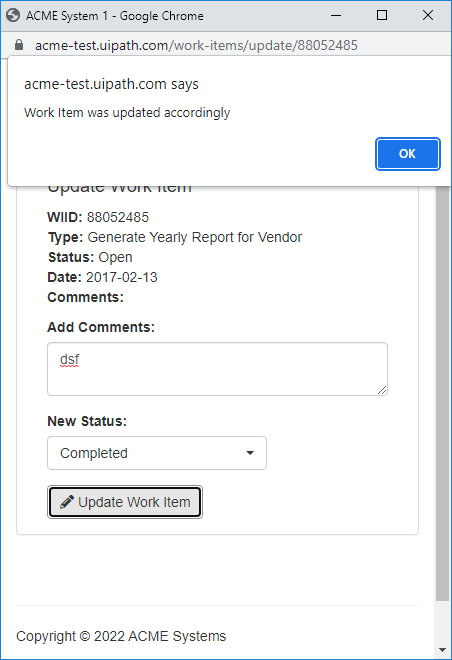 ACME System 1 - Google Chrome
acme-test.uipath.com/work-items/update/88052485
acme-test.uipath.com says
Work Item was updated accordingly
OK
Update Work Item
WIID: 88052485
Type: Generate Yearly Report for Vendor
Status: Open
Date: 2017-02-13
Comments:
Add Comments:
dsf
New Status:
Completed
Update Work Item
Copyright © 2022 ACME Systems